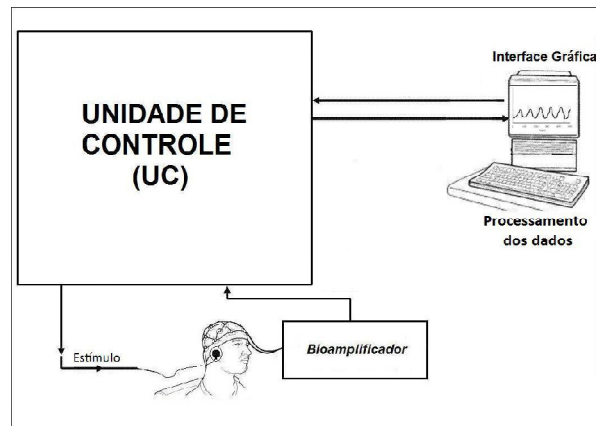 Interface Gráfica
UNIDADE DE
CONTROLE
(UC)
Processamento
dos dados
Estímulo
Bioamplificador